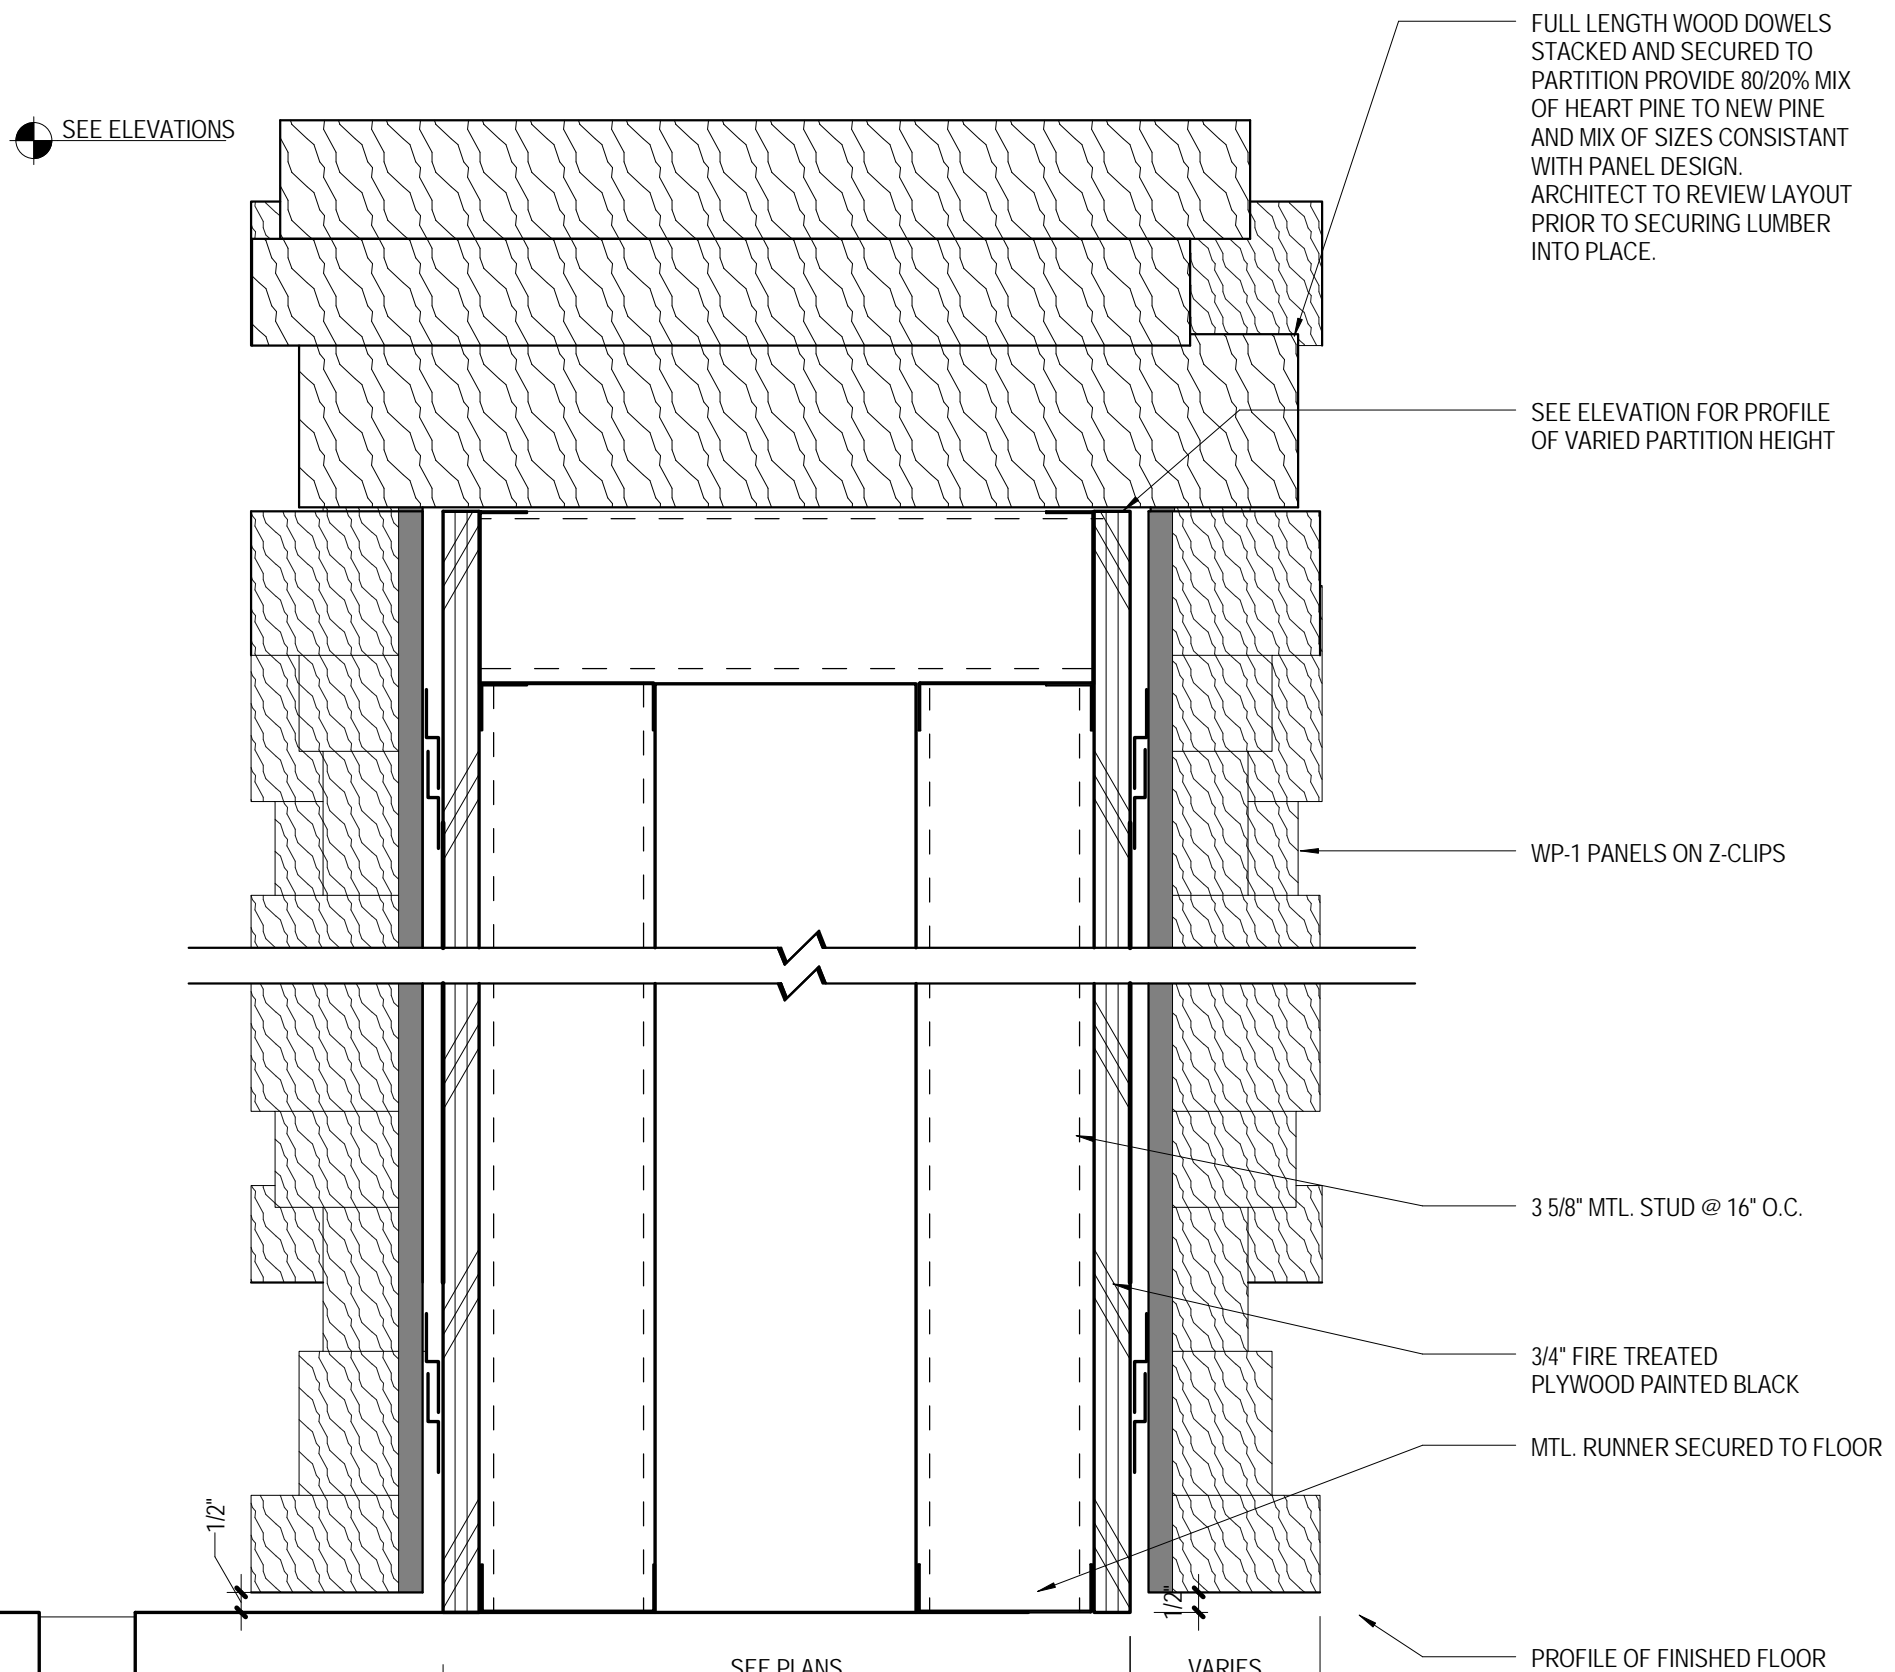 FULL LENGTH WOOD DOWELS
STACKED AND SECURED TO
PARTITION PROVIDE 80/20% MIX
OF HEART PINE TO NEW PINE
AND MIX OF SIZES CONSISTANT
WITH PANEL DESIGN.
ARCHITECT TO REVIEW LAYOUT
PRIOR TO SECURING LUMBER
INTO PLACE.
SEE ELEVATIONS
SEE ELEVATION FOR PROFILE
OF VARIED PARTITION HEIGHT
WP-1 PANELS ON Z-CLIPS
3 5/8" MTL. STUD @ 16" O.C.
3/4" FIRE TREATED
PLYWOOD PAINTED BLACK
MTL. RUNNER SECURED TO FLOOR
1/2"
1/2"
PROFILE OF FINISHED FLOOR
SEE PLANS
VARIES